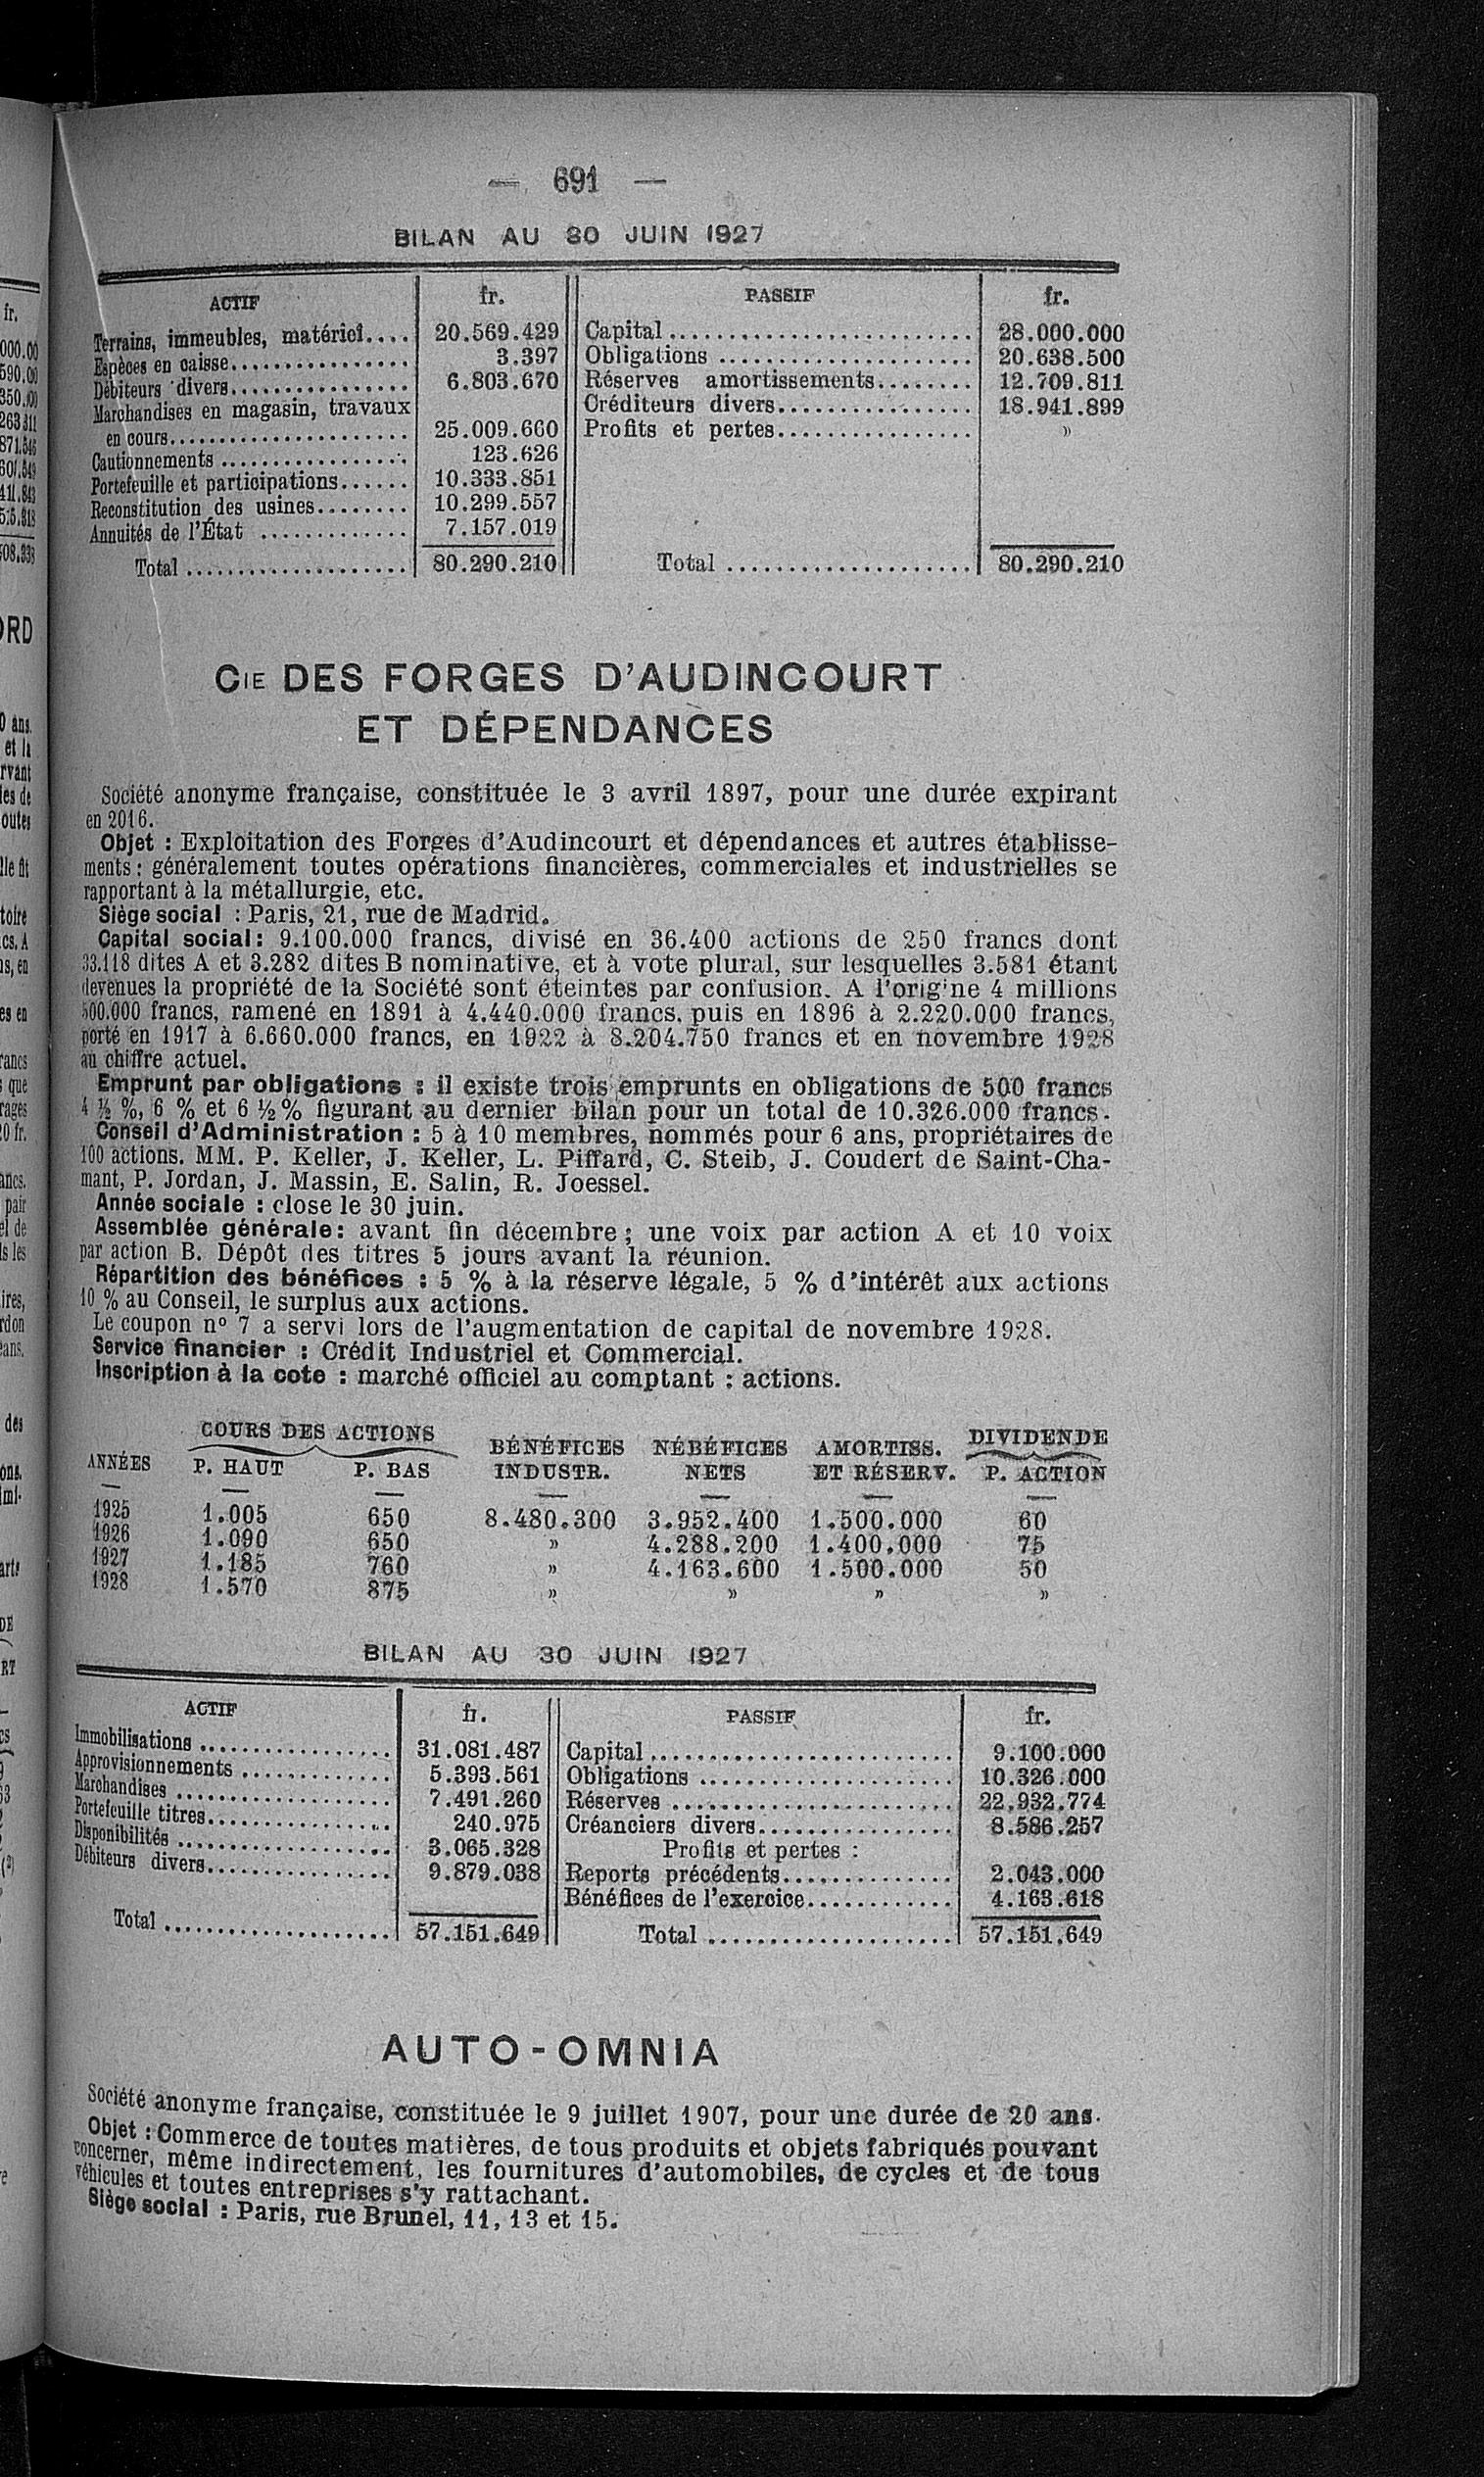 — 691 —
BILAN AU 30 JUIN 1927
ACTIF fr. PASSIF fr.
Terrains, immeubles, matériel.... 20.569.429 Capital .......................... 28.000.000
Espèces en caisse................ 3.397 Obligations ...................... 20.638.500
Débiteurs divers................ 6.803.670 Réserves amortissements........ 12.709.811
Marchandises en magasin, travaux Créditeurs divers................ 18.941.899
en cours...................... 25.009.660 Profits et pertes................ »
Cautionnements ................. 123.626
Portefeuille et participations...... 10.333.851
Reconstitution des usines........ 10.299.557
Annuités de l'État ............. 7.157.019
Total .................... 80.290.210 Total ..................... 80.290.210
CIE DES FORGES D'AUDINCOURT
ET DÉPENDANCES
Société anonyme française, constituée le 3 avril 1897, pour une durée expirant
en 2016.
Objet : Exploitation des Forges d'Audincourt et dépendances et autres établisse-
ments ; généralement toutes opérations financières, commerciales et industrielles se
rapportant à la métallurgie, etc.
Siège social : Paris, 21, rue de Madrid.
Capital social : 9.100.000 francs, divisé en 36.400 actions de 250 francs dont
33.118 dites A et 3.282 dites B nominative, et à vote plural, sur lesquelles 3.581 étant
devenues la propriété de la Société sont éteintes par confusion. A l'origine 4 millions
500.000 francs, ramené en 1891 à 4.440.000 francs, puis en 1896 à 2.220.000 francs,
porté en 1917 à 6.660.000 francs, en 1922 à 8.204.750 francs et en novembre 1928
au chiffre actuel.
Emprunt par obligations : il existe trois emprunts en obligations de 500 francs
4 ½ %, 6 % et 6 ½ % figurant au dernier bilan pour un total de 10.326.000 francs.
Conseil d'Administration : 5 à 10 membres, nommés pour 6 ans, propriétaires de
100 actions. MM. P. Keller, J. Keller, L. Piffard, C. Steib, J. Coudert de Saint-Cha-
mant, P. Jordan, J. Massin, E. Salin, R. Joessel.
Année sociale : close le 30 juin.
Assemblée générale : avant fin décembre ; une voix par action A et 10 voix
par action B. Dépôt des titres 5 jours avant la réunion.
Répartition des bénéfices : 5 % à la réserve légale, 5 % d'intérêt aux actions
10 % au Conseil, le surplus aux actions.
Le coupon nº 7 a servi lors de l'augmentation de capital de novembre 1928.
Service financier : Crédit Industriel et Commercial.
Inscription à la cote : marché officiel au comptant : actions.
COURS DES ACTIONS DIVIDENDE
ANNÉES P. HAUT P. BAS BÉNÉFICES INDUSTR. NÉBÉFICES NETS AMORTISS. ET RÉSERV. P. ACTION
1925 1.005 650 8.480.300 3.952.400 1.500.000 60
1926 1.090 650 » 4.288.200 1.400.000 75
1927 1.185 760 » 4.163.600 1.500.000 50
1928 1.570 875 » » » »
BILAN AU 30 JUIN 1927
ACTIF fr. PASSIF fr.
Immobilisations ................. 31.081.487 Capital .......................... 9.100.000
Approvisionnements ............. 5.393.561 Obligations ...................... 10.326.000
Marchandises .................... 7.491.260 Réserves ........................ 22.932.774
Portefeuille titres................ 240.975 Créanciers divers................ 8.586.257
Disponibilités .................... 3.065.328 Profits et pertes :
Débiteurs divers................ 9.879.038 Reports précédents............... 2.043.000
Bénéfices de l'exercice............. 4.163.618
Total .................... 57.151.649 Total ..................... 57.151.649
AUTO-OMNIA
Société anonyme française, constituée le 9 juillet 1907, pour une durée de 20 ans.
Objet : Commerce de toutes matières, de tous produits et objets fabriqués pouvant
concerner, même indirectement, les fournitures d'automobiles, de cycles et de tous
véhicules et toutes entreprises s'y rattachant.
Siège social : Paris, rue Brunel, 11, 13 et 15.